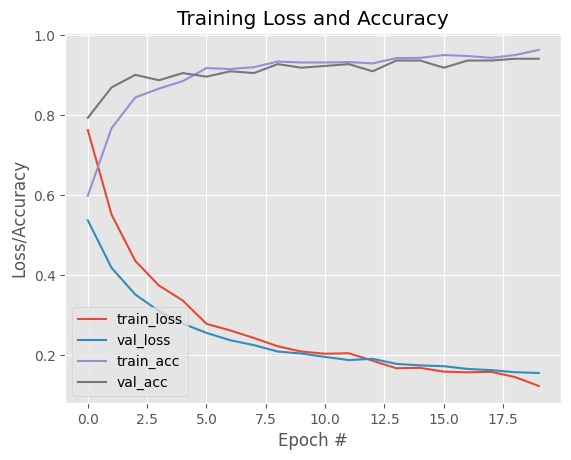 Training Loss and Accuracy
1.0
0.8
0.6
0.4
0.2
Loss/Accuracy
train_loss
val_loss
train_acc
val_acc
0.0 2.5 5.0 7.5 10.0 12.5 15.0 17.5
Epoch #